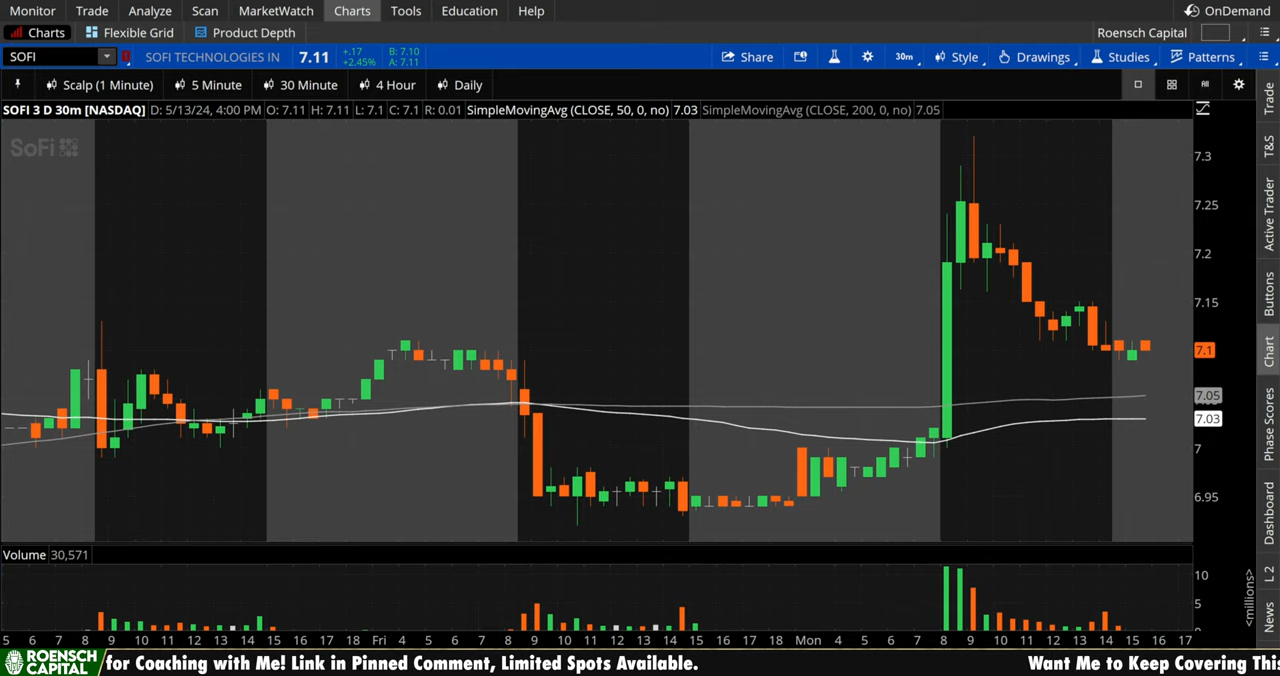 Monitor Trade Analyze Scan MarketWatch Charts Tools Education Help OnDemand
Charts Flexible Grid Product Depth Roensch Capital
SOFI SOFI TECHNOLOGIES IN 7.11 +.17 +2.45% B: 7.10 A: 7.11 Share 30m Style Drawings Studies Patterns
Scalp (1 Minute) 5 Minute 30 Minute 4 Hour Daily
SOFI 3 D 30m [NASDAQ] D: 5/13/24, 4:00 PM O: 7.11 H: 7.11 L: 7.1 C: 7.1 R: 0.01 SimpleMovingAvg (CLOSE, 50, 0, no) 7.03 SimpleMovingAvg (CLOSE, 200, 0, no) 7.05
SoFi
7.3
7.25
7.2
7.15
7.1
7.05
7.03
7
6.95
Volume 30,571
10
5
<millions>
5 6 7 8 9 10 11 12 13 14 15 16 17 18 Fri 4 5 6 7 8 9 10 11 12 13 14 15 16 17 18 Mon 4 5 6 7 8 9 10 11 12 13 14 15 16 17
Trade
T&S
Active Trader
Buttons
Chart
Phase Scores
Dashboard
L 2
News
ROENSCH CAPITAL for Coaching with Me! Link in Pinned Comment, Limited Spots Available. Want Me to Keep Covering This